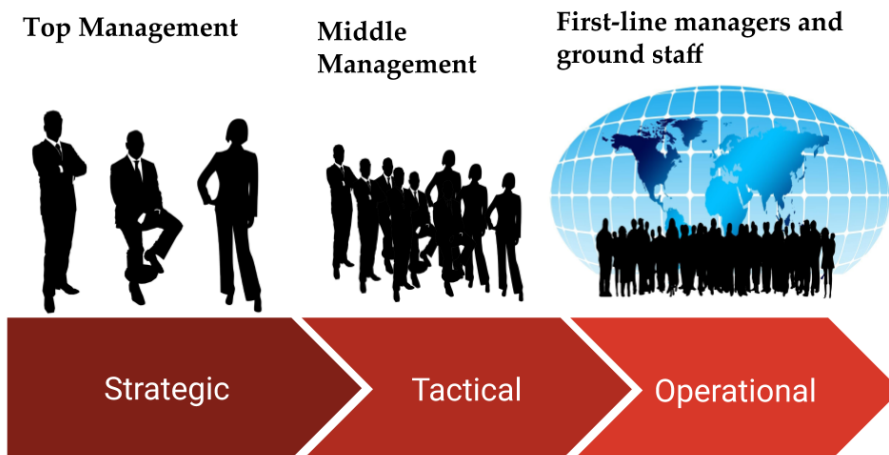 Top Management
Middle
Management
First-line managers and
ground staff
Strategic
Tactical
Operational